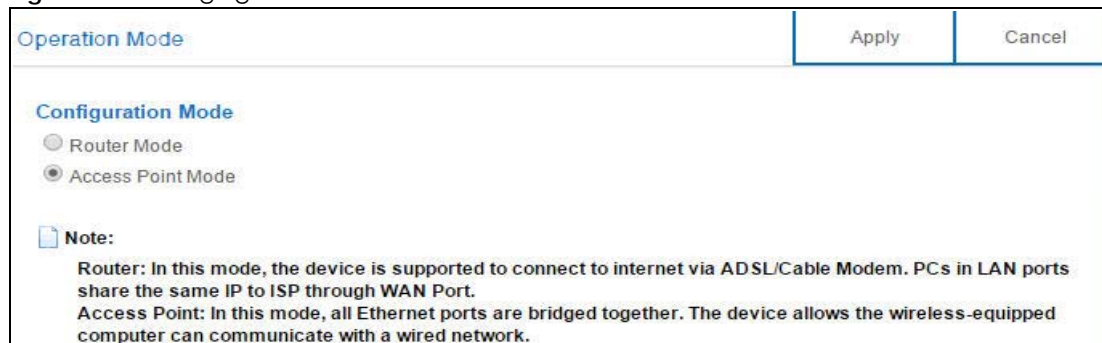 Operation Mode
Apply
Cancel
Configuration Mode
Router Mode
Access Point Mode
Note:
Router: In this mode, the device is supported to connect to internet via ADSL/Cable Modem. PCs in LAN ports
share the same IP to ISP through WAN Port.
Access Point: In this mode, all Ethernet ports are bridged together. The device allows the wireless-equipped
computer can communicate with a wired network.